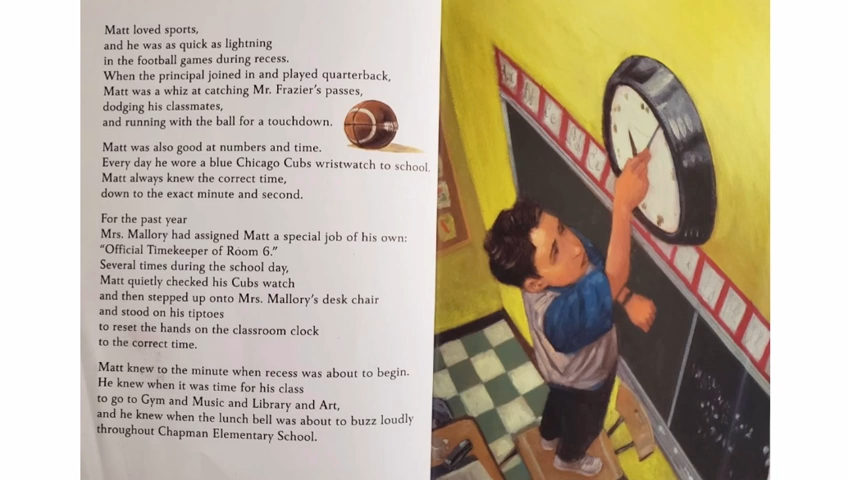 Matt loved sports,
and he was as quick as lightning
in the football games during recess.
When the principal joined in and played quarterback,
Matt was a whiz at catching Mr. Frazier's passes,
dodging his classmates,
and running with the ball for a touchdown.
Matt was also good at numbers and time.
Every day he wore a blue Chicago Cubs wristwatch to school.
Matt always knew the correct time,
down to the exact minute and second.
For the past year
Mrs. Mallory had assigned Matt a special job of his own:
"Official Timekeeper of Room 6."
Several times during the school day,
Matt quietly checked his Cubs watch
and then stepped up onto Mrs. Mallory's desk chair
and stood on his tiptoes
to reset the hands on the classroom clock
to the correct time.
Matt knew to the minute when recess was about to begin.
He knew when it was time for his class
to go to Gym and Music and Library and Art,
and he knew when the lunch bell was about to buzz loudly
throughout Chapman Elementary School.